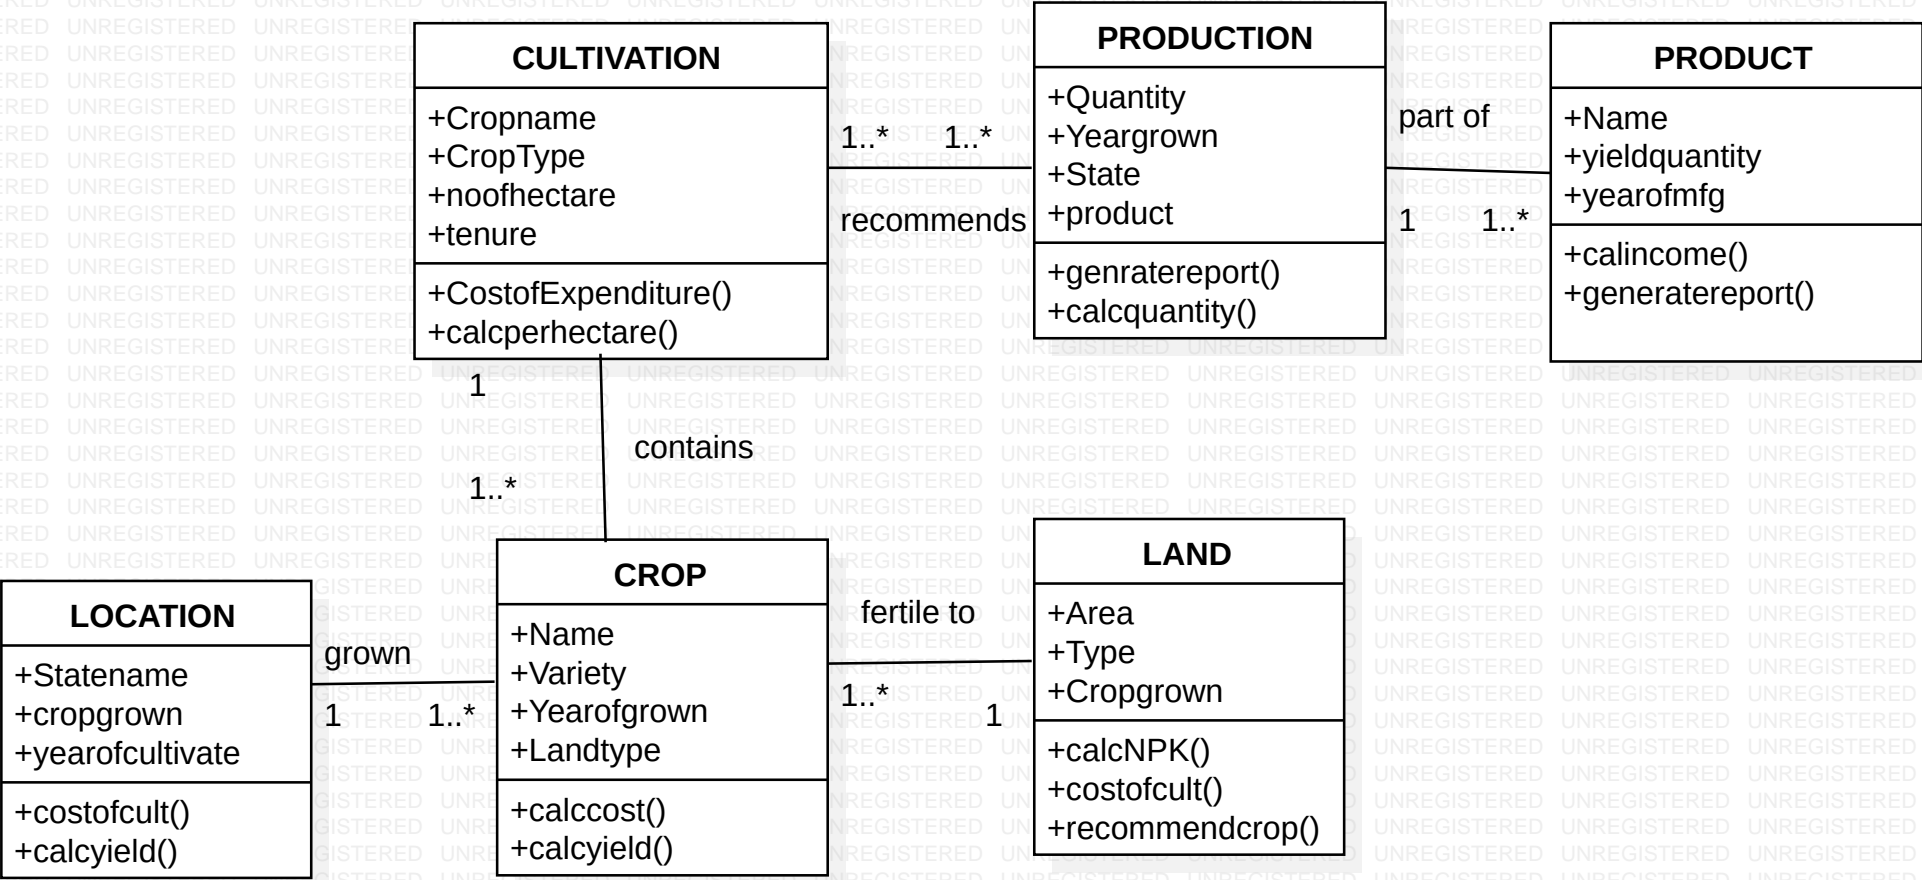 CULTIVATION
+Cropname
+CropType
+noofhectare
+tenure
+CostofExpenditure()
+calcperhectare()
1..* 1..*
recommends
PRODUCTION
+Quantity
+Yeargrown
+State
+product
+genratereport()
+calcquantity()
part of
1 1..*
PRODUCT
+Name
+yieldquantity
+yearofmfg
+calincome()
+generatereport()
1
contains
1..*
LOCATION
+Statename
+cropgrown
+yearofcultivate
+costofcult()
+calcyield()
grown
1 1..*
CROP
+Name
+Variety
+Yearofgrown
+Landtype
+calccost()
+calcyield()
fertile to
1..* 1
LAND
+Area
+Type
+Cropgrown
+calcNPK()
+costofcult()
+recommendcrop()
UNREGISTERED